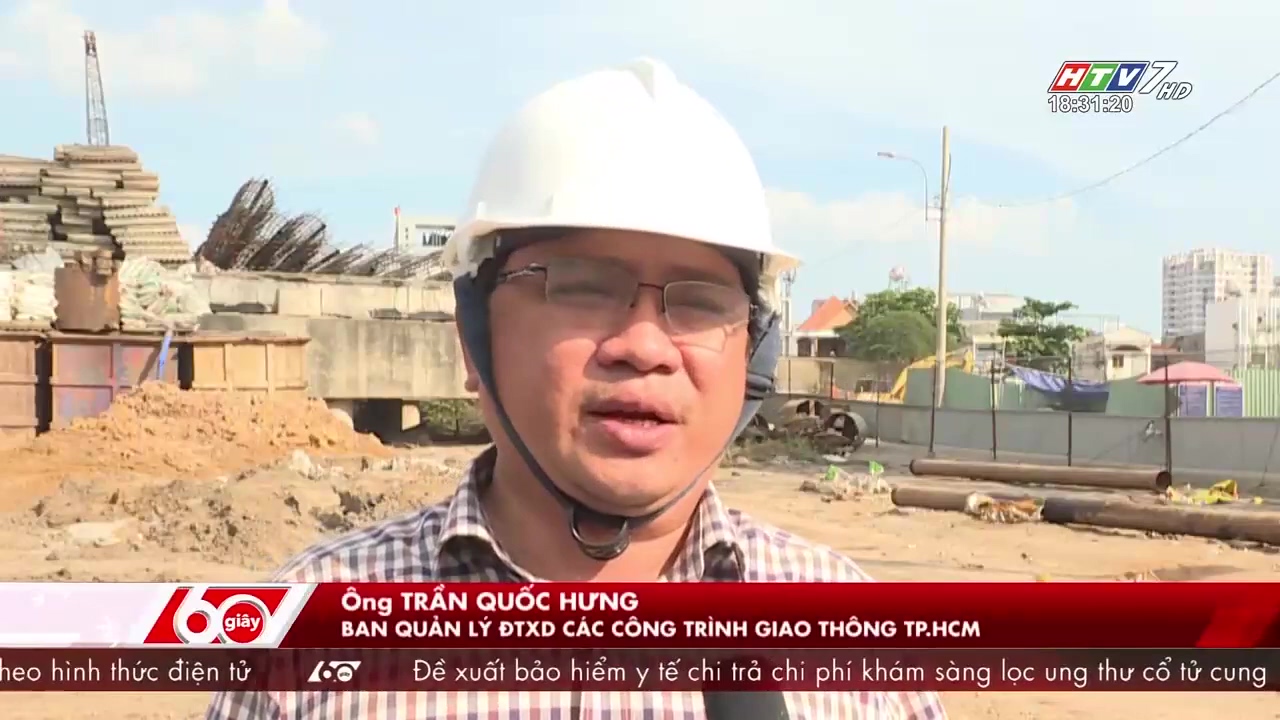 HTV7 HD
18:31:20
60 giây
Ông TRẦN QUỐC HƯNG
BAN QUẢN LÝ ĐTXD CÁC CÔNG TRÌNH GIAO THÔNG TP.HCM
heo hình thức điện tử 60 Đề xuất bảo hiểm y tế chi trả chi phí khám sàng lọc ung thư cổ tử cung